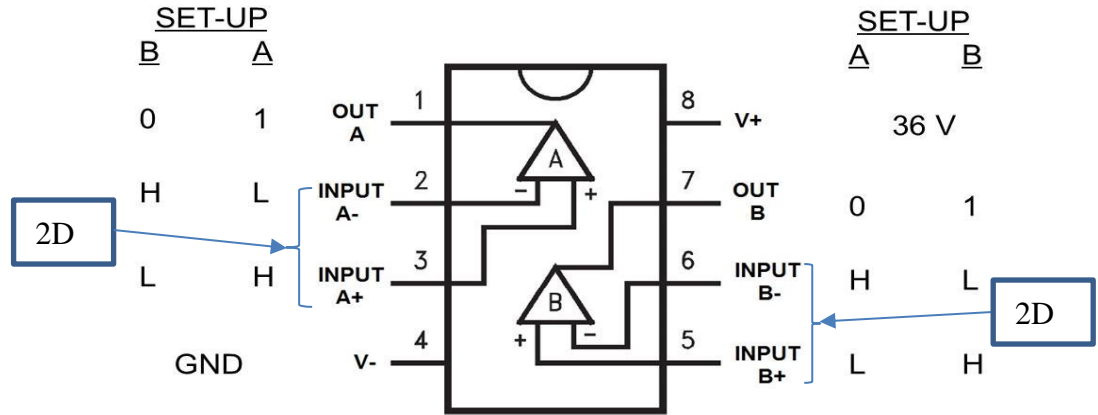 SET-UP
B A
0 1
H L
2D
L H
GND
OUT
A
INPUT
A-
INPUT
A+
V-
1
2
3
4
A
- +
B
+ -
8
7
6
5
V+
OUT
B
INPUT
B-
INPUT
B+
SET-UP
A B
36 V
0 1
H L
2D
L H